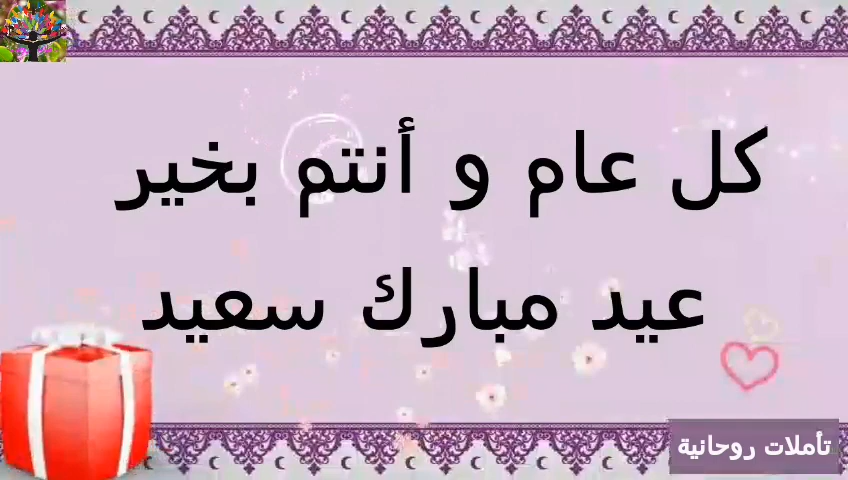 كل عام و أنتم بخير
عيد مبارك سعيد
تأملات روحانية